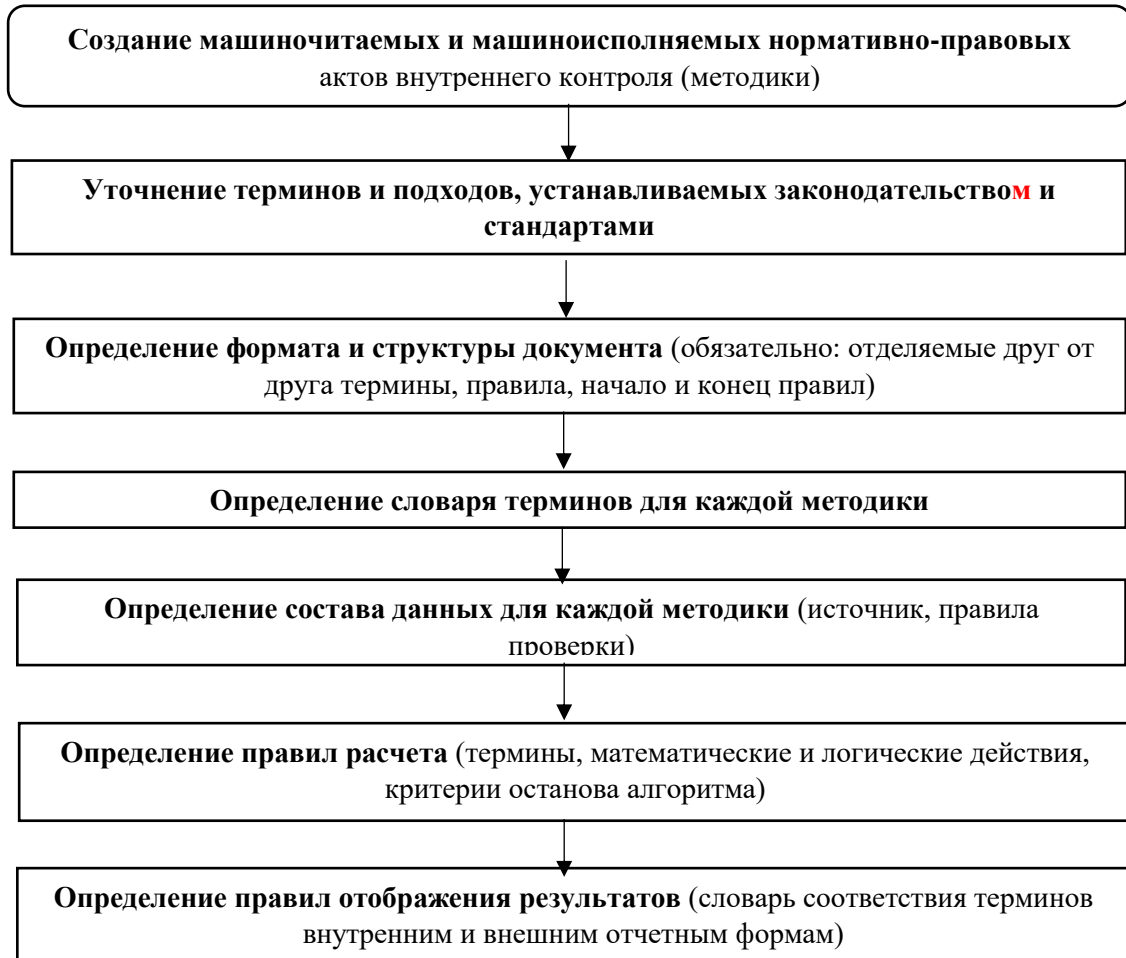 Создание машиночитаемых и машиноисполняемых нормативно-правовых
актов внутреннего контроля (методики)
Уточнение терминов и подходов, устанавливаемых законодательством и
стандартами
Определение формата и структуры документа (обязательно: отделяемые друг от
друга термины, правила, начало и конец правил)
Определение словаря терминов для каждой методики
Определение состава данных для каждой методики (источник, правила
проверки)
Определение правил расчета (термины, математические и логические действия,
критерии останова алгоритма)
Определение правил отображения результатов (словарь соответствия терминов
внутренним и внешним отчетным формам)